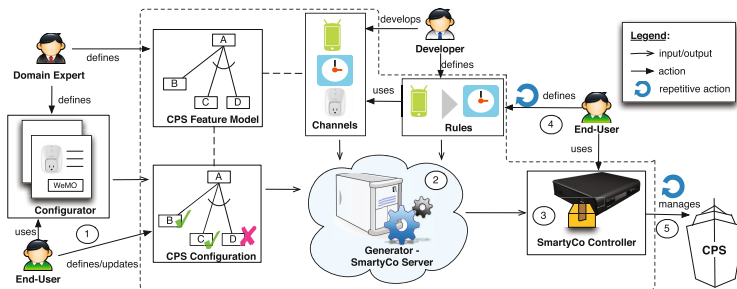 Domain Expert
defines
defines
WeMO
Configurator
uses
1
End-User
defines/updates
A
B
C
D
CPS Feature Model
A
B
C
D
CPS Configuration
Channels
develops
Developer
defines
uses
Rules
2
Generator -
SmartyCo Server
defines
4
End-User
uses
3
SmartyCo Controller
manages
5
CPS
Legend:
input/output
action
repetitive action